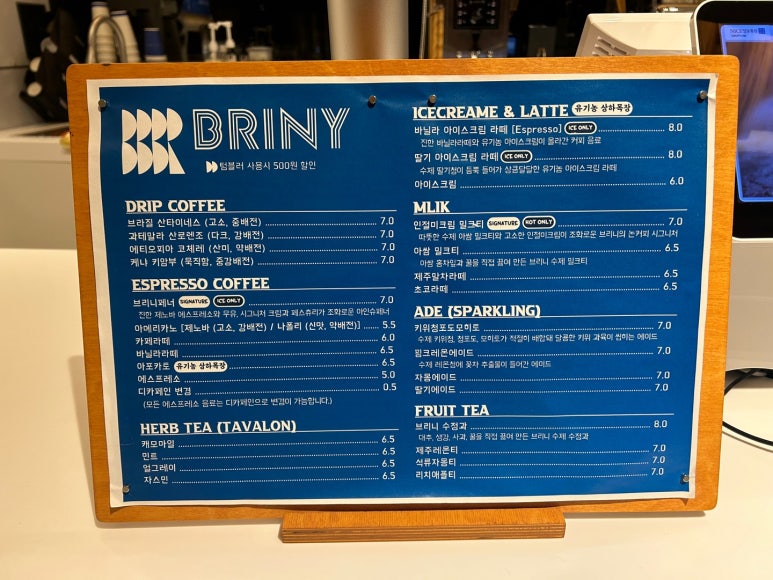 BRINY
텀블러 사용시 500원 할인
DRIP COFFEE
브라질 산타이네스 (고소, 중배전) 7.0
과테말라 산로렌조 (다크, 강배전) 7.0
에티오피아 코체레 (산미, 약배전) 7.0
케냐 키암부 (묵직함, 중강배전) 7.0
ESPRESSO COFFEE
브리니페너 SIGNATURE ICE ONLY 7.0
진한 제노바 에스프레소와 우유, 시그니처 크림과 페스츄리가 조화로운 아인슈페너
아메리카노 [제노바 (고소, 강배전) / 나폴리 (신맛, 약배전)] 5.5
카페라떼 6.0
바닐라라떼 6.5
아포카토 유기농 상하목장 6.5
에스프레소 5.0
디카페인 변경 0.5
(모든 에스프레소 음료는 디카페인으로 변경이 가능합니다.)
HERB TEA (TAVALON)
캐모마일 6.5
민트 6.5
얼그레이 6.5
자스민 6.5
ICECREAME & LATTE 유기농 상하목장
바닐라 아이스크림 라떼 [Espresso] ICE ONLY 8.0
진한 바닐라라떼와 유기농 아이스크림이 올라간 커피 음료
딸기 아이스크림 라떼 ICE ONLY 8.0
수제 딸기청이 듬뿍 들어가 상콤달달한 유기농 아이스크림 라떼
아이스크림 6.0
MLIK
인절미크림 밀크티 SIGNATURE HOT ONLY 7.0
따뜻한 수제 아쌈 밀크티와 고소한 인절미크림이 조화로운 브리니의 논커피 시그니처
아쌈 밀크티 6.5
아쌈 홍차잎과 꿀을 직접 끓여 만든 브리니 수제 밀크티
제주말차라떼 6.5
초코라떼 6.5
ADE (SPARKLING)
키위청포도모히토 7.0
수제 키위청, 청포도, 모히토가 적절히 배합돼 달콤한 키위 과육이 씹히는 에이드
핑크레몬에이드 7.0
수제 레몬청에 꽃차 추출물이 들어간 에이드
자몽에이드 7.0
딸기에이드 7.0
FRUIT TEA
브리니 수정과 8.0
대추, 생강, 사과, 꿀을 직접 끓여 만든 브리니 수제 수정과
제주레몬티 7.0
석류자몽티 7.0
리치애플티 7.0